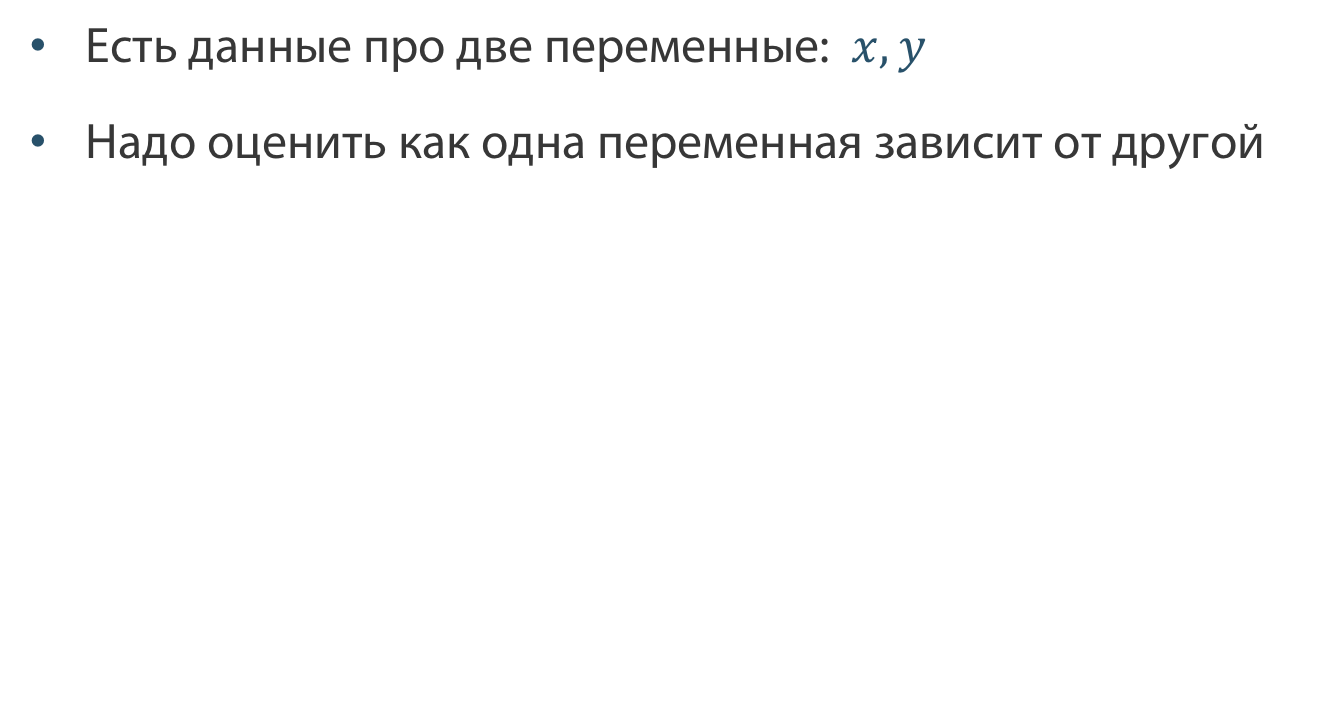 • Есть данные про две переменные: x, y
• Надо оценить как одна переменная зависит от другой